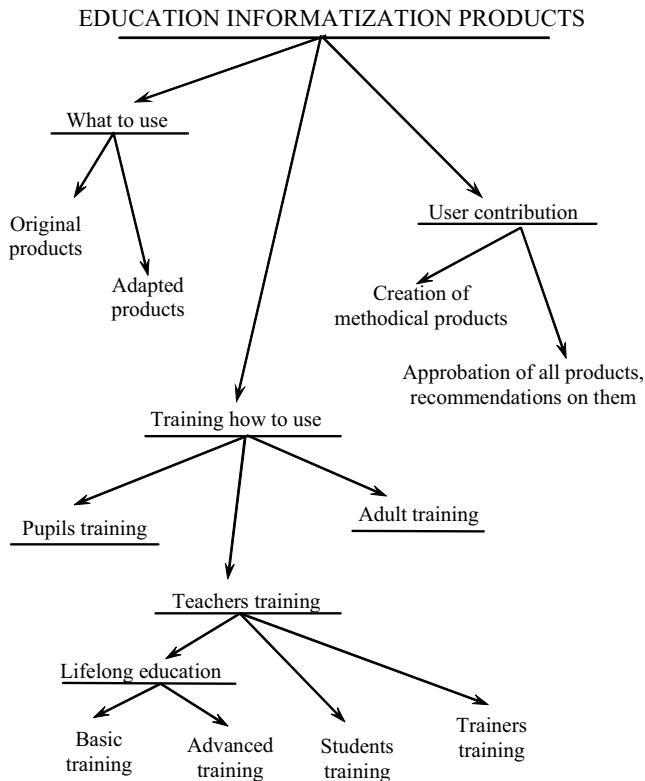 EDUCATION INFORMATIZATION PRODUCTS
What to use
Original
products
Adapted
products
User contribution
Creation of
methodical products
Approbation of all products,
recommendations on them
Training how to use
Pupils training
Adult training
Teachers training
Lifelong education
Basic
training
Advanced
training
Students
training
Trainers
training